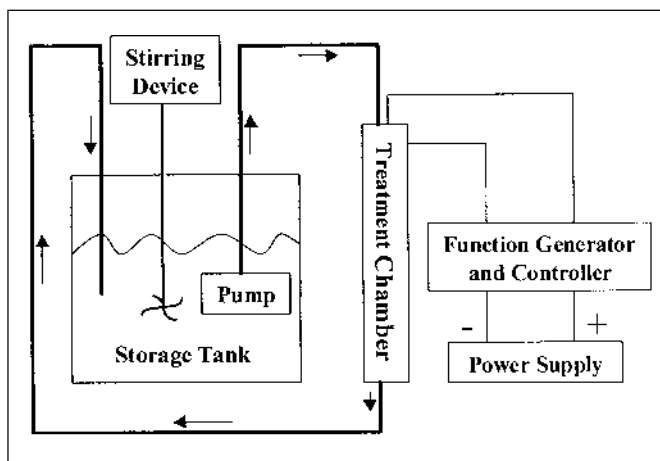 Stirring
Device
Treatment Chamber
Function Generator
and Controller
Pump
- +
Storage Tank
Power Supply